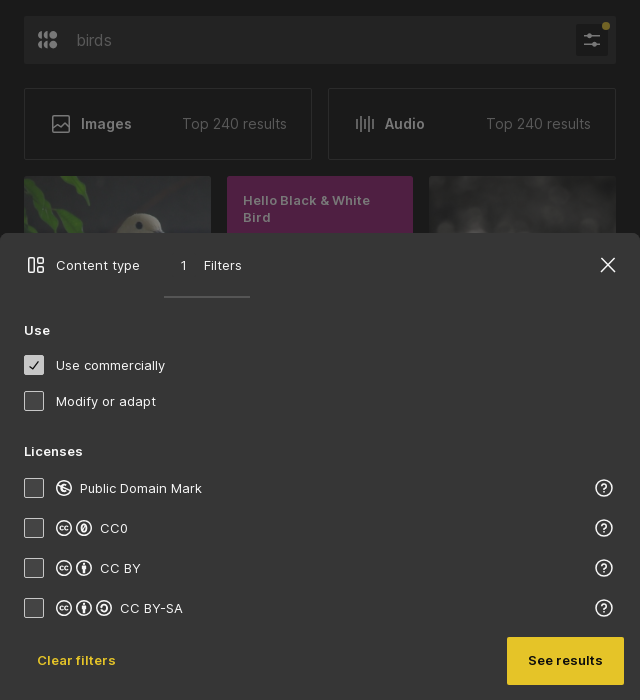 birds
Images
Top 240 results
Audio
Top 240 results
Hello Black & White
Bird
Content type
1 Filters
Use
Use commercially
Modify or adapt
Licenses
Public Domain Mark
CC0
CC BY
CC BY-SA
Clear filters
See results